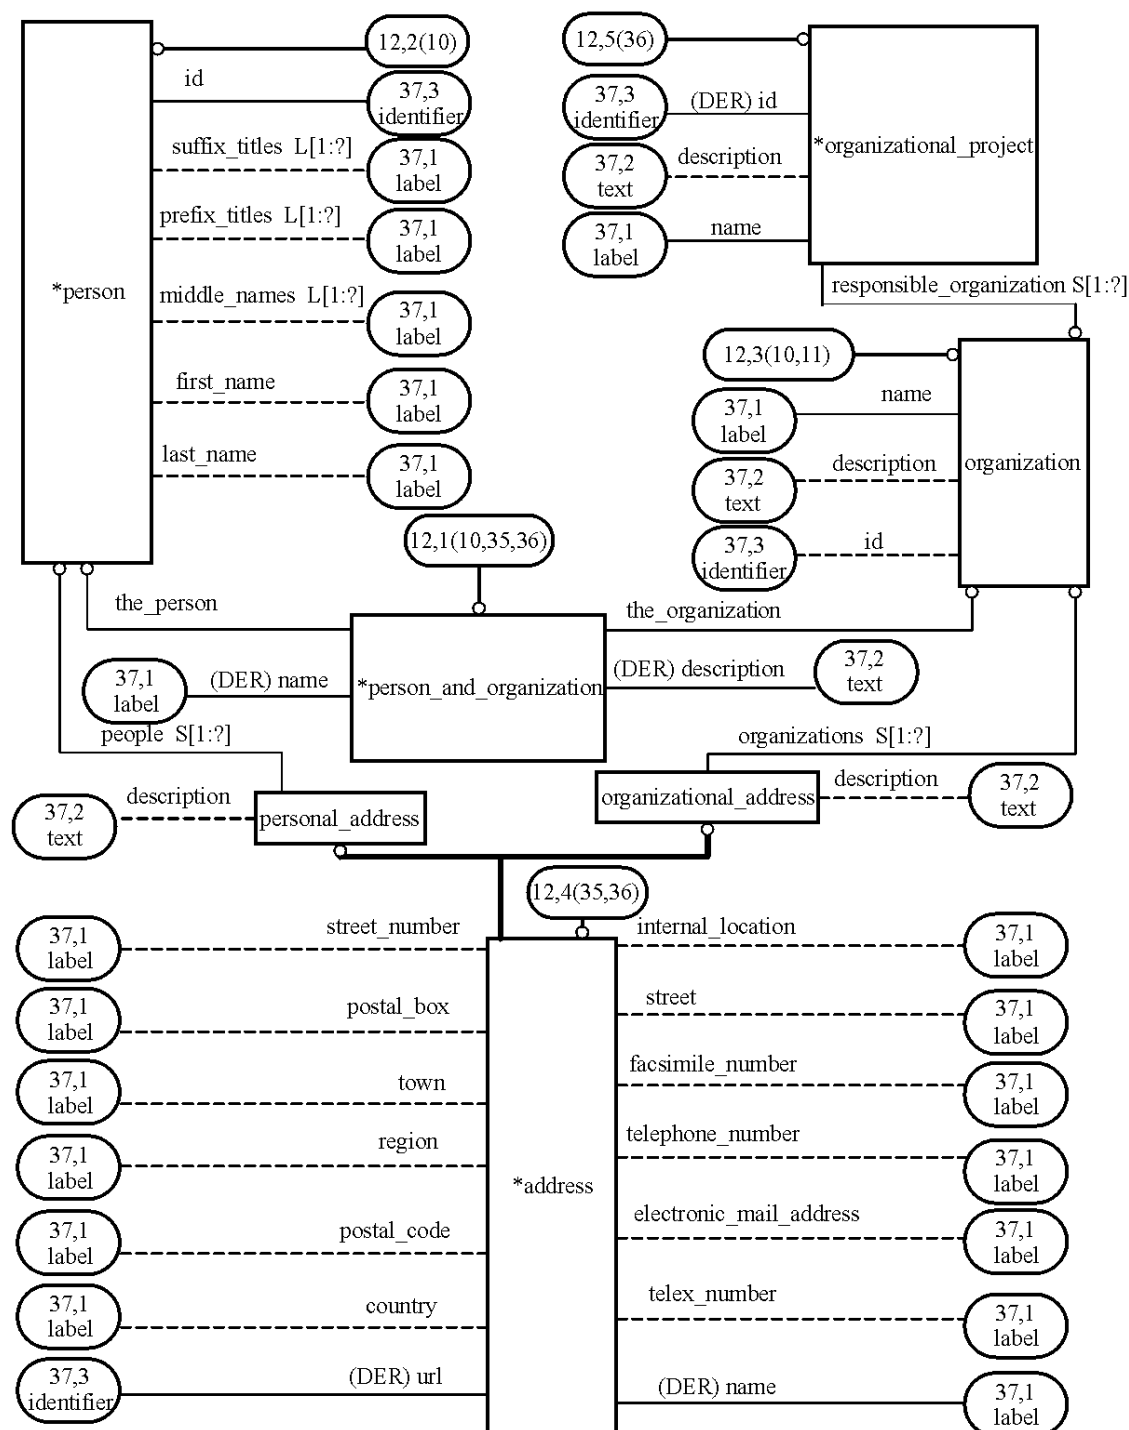 12,2(10)
id
37,3
identifier
suffix_titles L[1:?]
37,1
label
prefix_titles L[1:?]
37,1
label
*person
middle_names L[1:?]
37,1
label
first_name
37,1
label
last_name
37,1
label
12,5(36)
37,3
identifier
(DER) id
*organizational_project
37,2
text
description
37,1
label
name
responsible_organization S[1:?]
12,3(10,11)
name
37,1
label
description
organization
37,2
text
id
37,3
identifier
12,1(10,35,36)
the_person
the_organization
37,1
label
(DER) name
*person_and_organization
(DER) description
37,2
text
people S[1:?]
organizations S[1:?]
37,2
text
description
personal_address
organizational_address
description
37,2
text
12,4(35,36)
37,1
label
street_number
internal_location
37,1
label
37,1
label
postal_box
street
37,1
label
37,1
label
town
facsimile_number
37,1
label
37,1
label
region
telephone_number
37,1
label
*address
37,1
label
postal_code
electronic_mail_address
37,1
label
37,1
label
country
telex_number
37,1
label
37,3
identifier
(DER) url
(DER) name
37,1
label